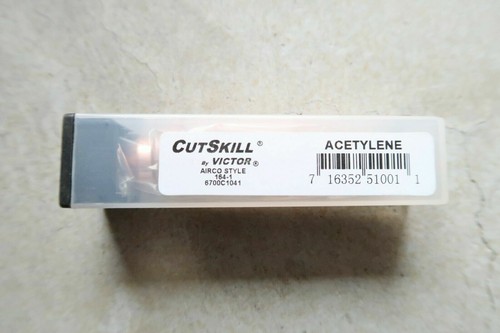 CUTSKILL®
By VICTOR®
AIRCO STYLE
164-1
6700C1041
ACETYLENE
7 16352 51001 1